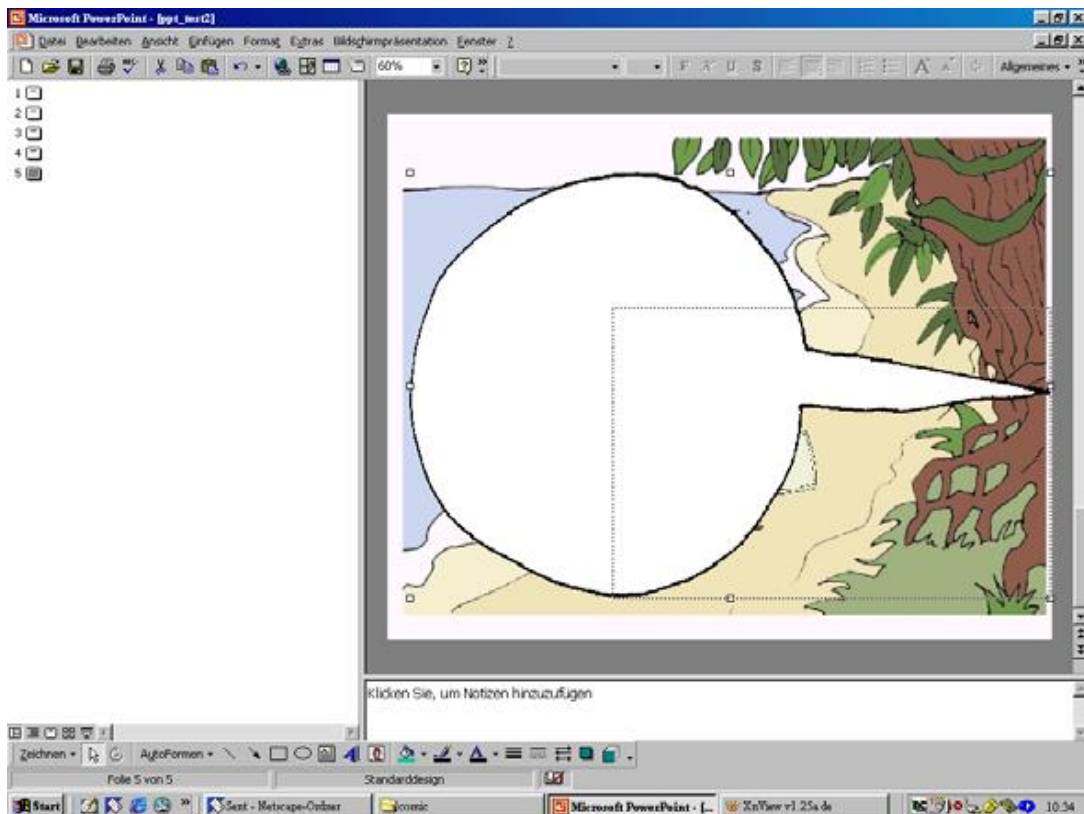 Microsoft PowerPoint - [ppt_test2]
Datei Bearbeiten Ansicht Einfügen Format Extras Bildschirmpräsentation Fenster ?
60% F K U S A A Allgemeines
1
2
3
4
5
Klicken Sie, um Notizen hinzuzufügen
Zeichnen AutoFormen
Folie 5 von 5 Standarddesign
Start Sent - Netscape-Ordner comic Microsoft PowerPoint - [... XnView v1.25a de 10:34